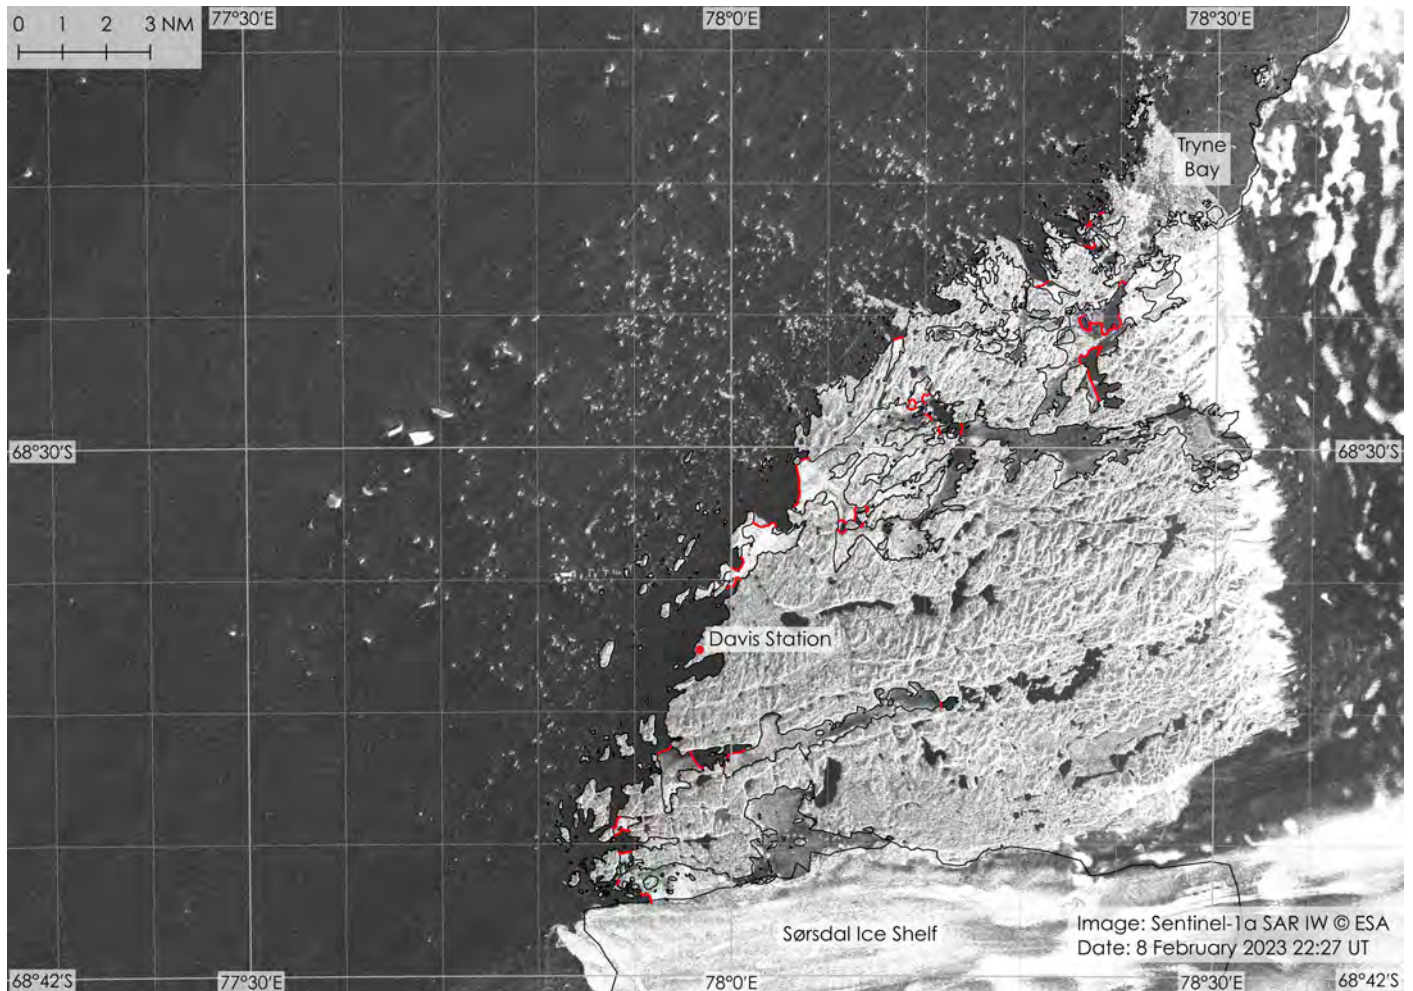 77°30'E
78°0'E
78°30'E
0 1 2 3 NM
Tryne
Bay
68°30'S
68°30'S
Davis Station
Sørsdal Ice Shelf
Image: Sentinel-1a SAR IW © ESA
Date: 8 February 2023 22:27 UT
68°42'S
77°30'E
78°0'E
78°30'E
68°42'S